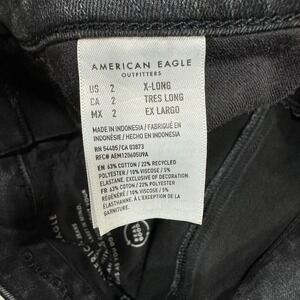 AMERICAN EAGLE
OUTFITTERS
US 2 X-LONG
CA 2 TRES LONG
MX 2 EX LARGO
MADE IN INDONESIA / FABRIQUÉ EN
INDONÉSIE / HECHO EN INDONESIA
RN 54485/CA 03873
RFC# AEM120605U9A
EN 63% COTTON / 22% RECYCLED
POLYESTER / 10% VISCOSE / 5%
ELASTANE. EXCLUSIVE OF DECORATION.
FR 63% COTON / 22% POLYESTER
RÉGÉNÉRÉ / 10% VISCOSE / 5%
ÉLASTHANNE. À L'EXCEPTION DE LA
GARNITURE.